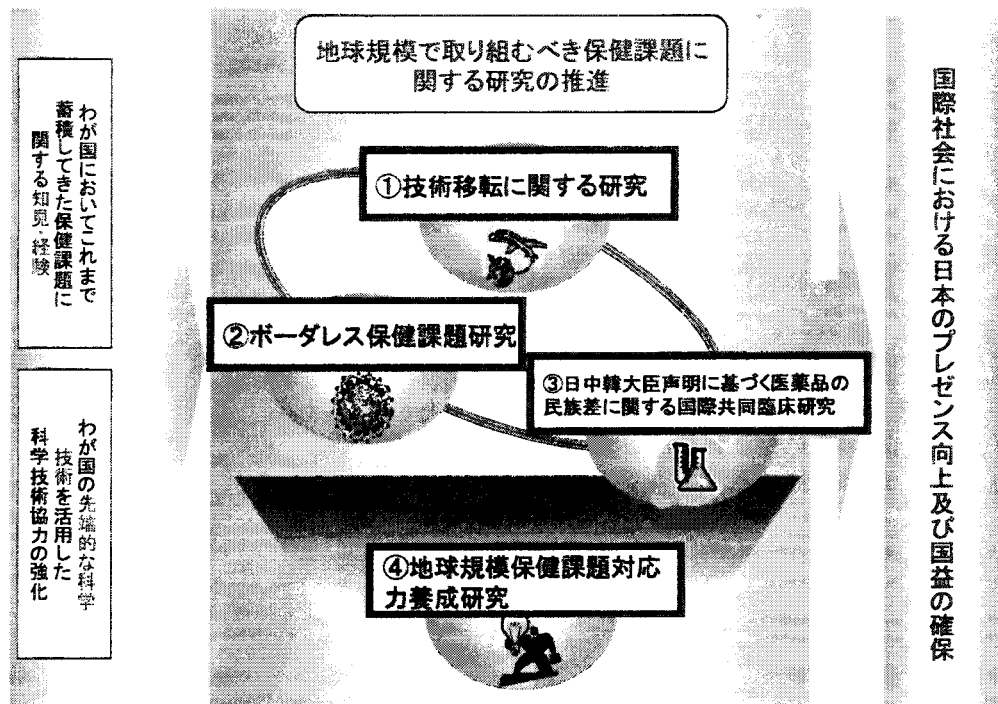 地球規模で取り組むべき保健課題に
関する研究の推進
わが国においてこれまで
蓄積してきた保健課題に
関する知見・経験
わが国の先端的な科学
技術を活用した
科学技術協力の強化
①技術移転に関する研究
②ボーダレス保健課題研究
③日中韓大臣声明に基づく医薬品の
民族差に関する国際共同臨床研究
④地球規模保健課題対応
力養成研究
国際社会における日本のプレゼンス向上及び国益の確保